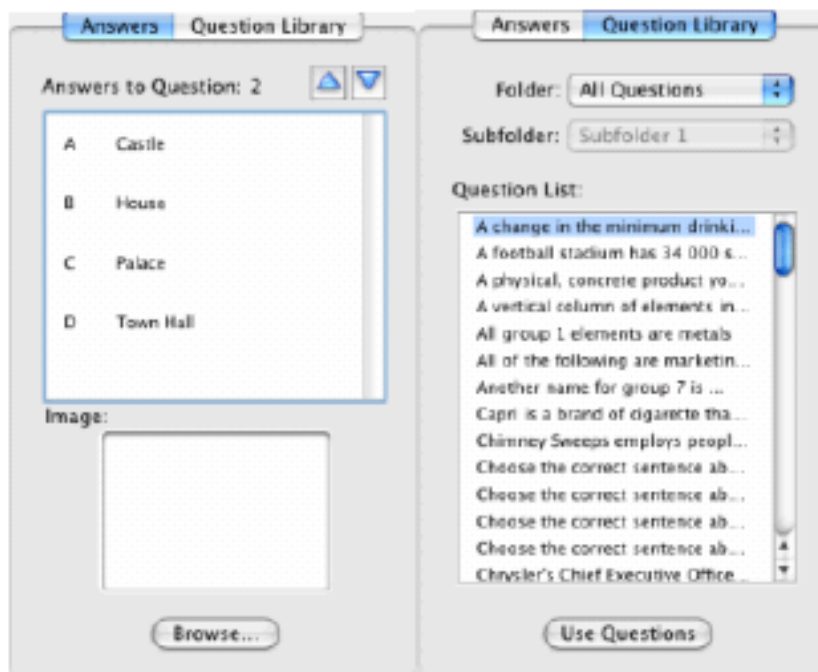 Answers Question Library
Answers to Question: 2
A Castle
B House
C Palace
D Town Hall
Image:
Browse...
Answers Question Library
Folder: All Questions
Subfolder: Subfolder 1
Question List:
A change in the minimum drinki...
A football stadium has 34 000 s...
A physical, concrete product yo...
A vertical column of elements in...
All group 1 elements are metals
All of the following are marketin...
Another name for group 7 is ...
Capri is a brand of cigarette tha...
Chimney Sweeps employs peopl...
Choose the correct sentence ab...
Choose the correct sentence ab...
Choose the correct sentence ab...
Choose the correct sentence ab...
Chrysler's Chief Executive Office...
Use Questions